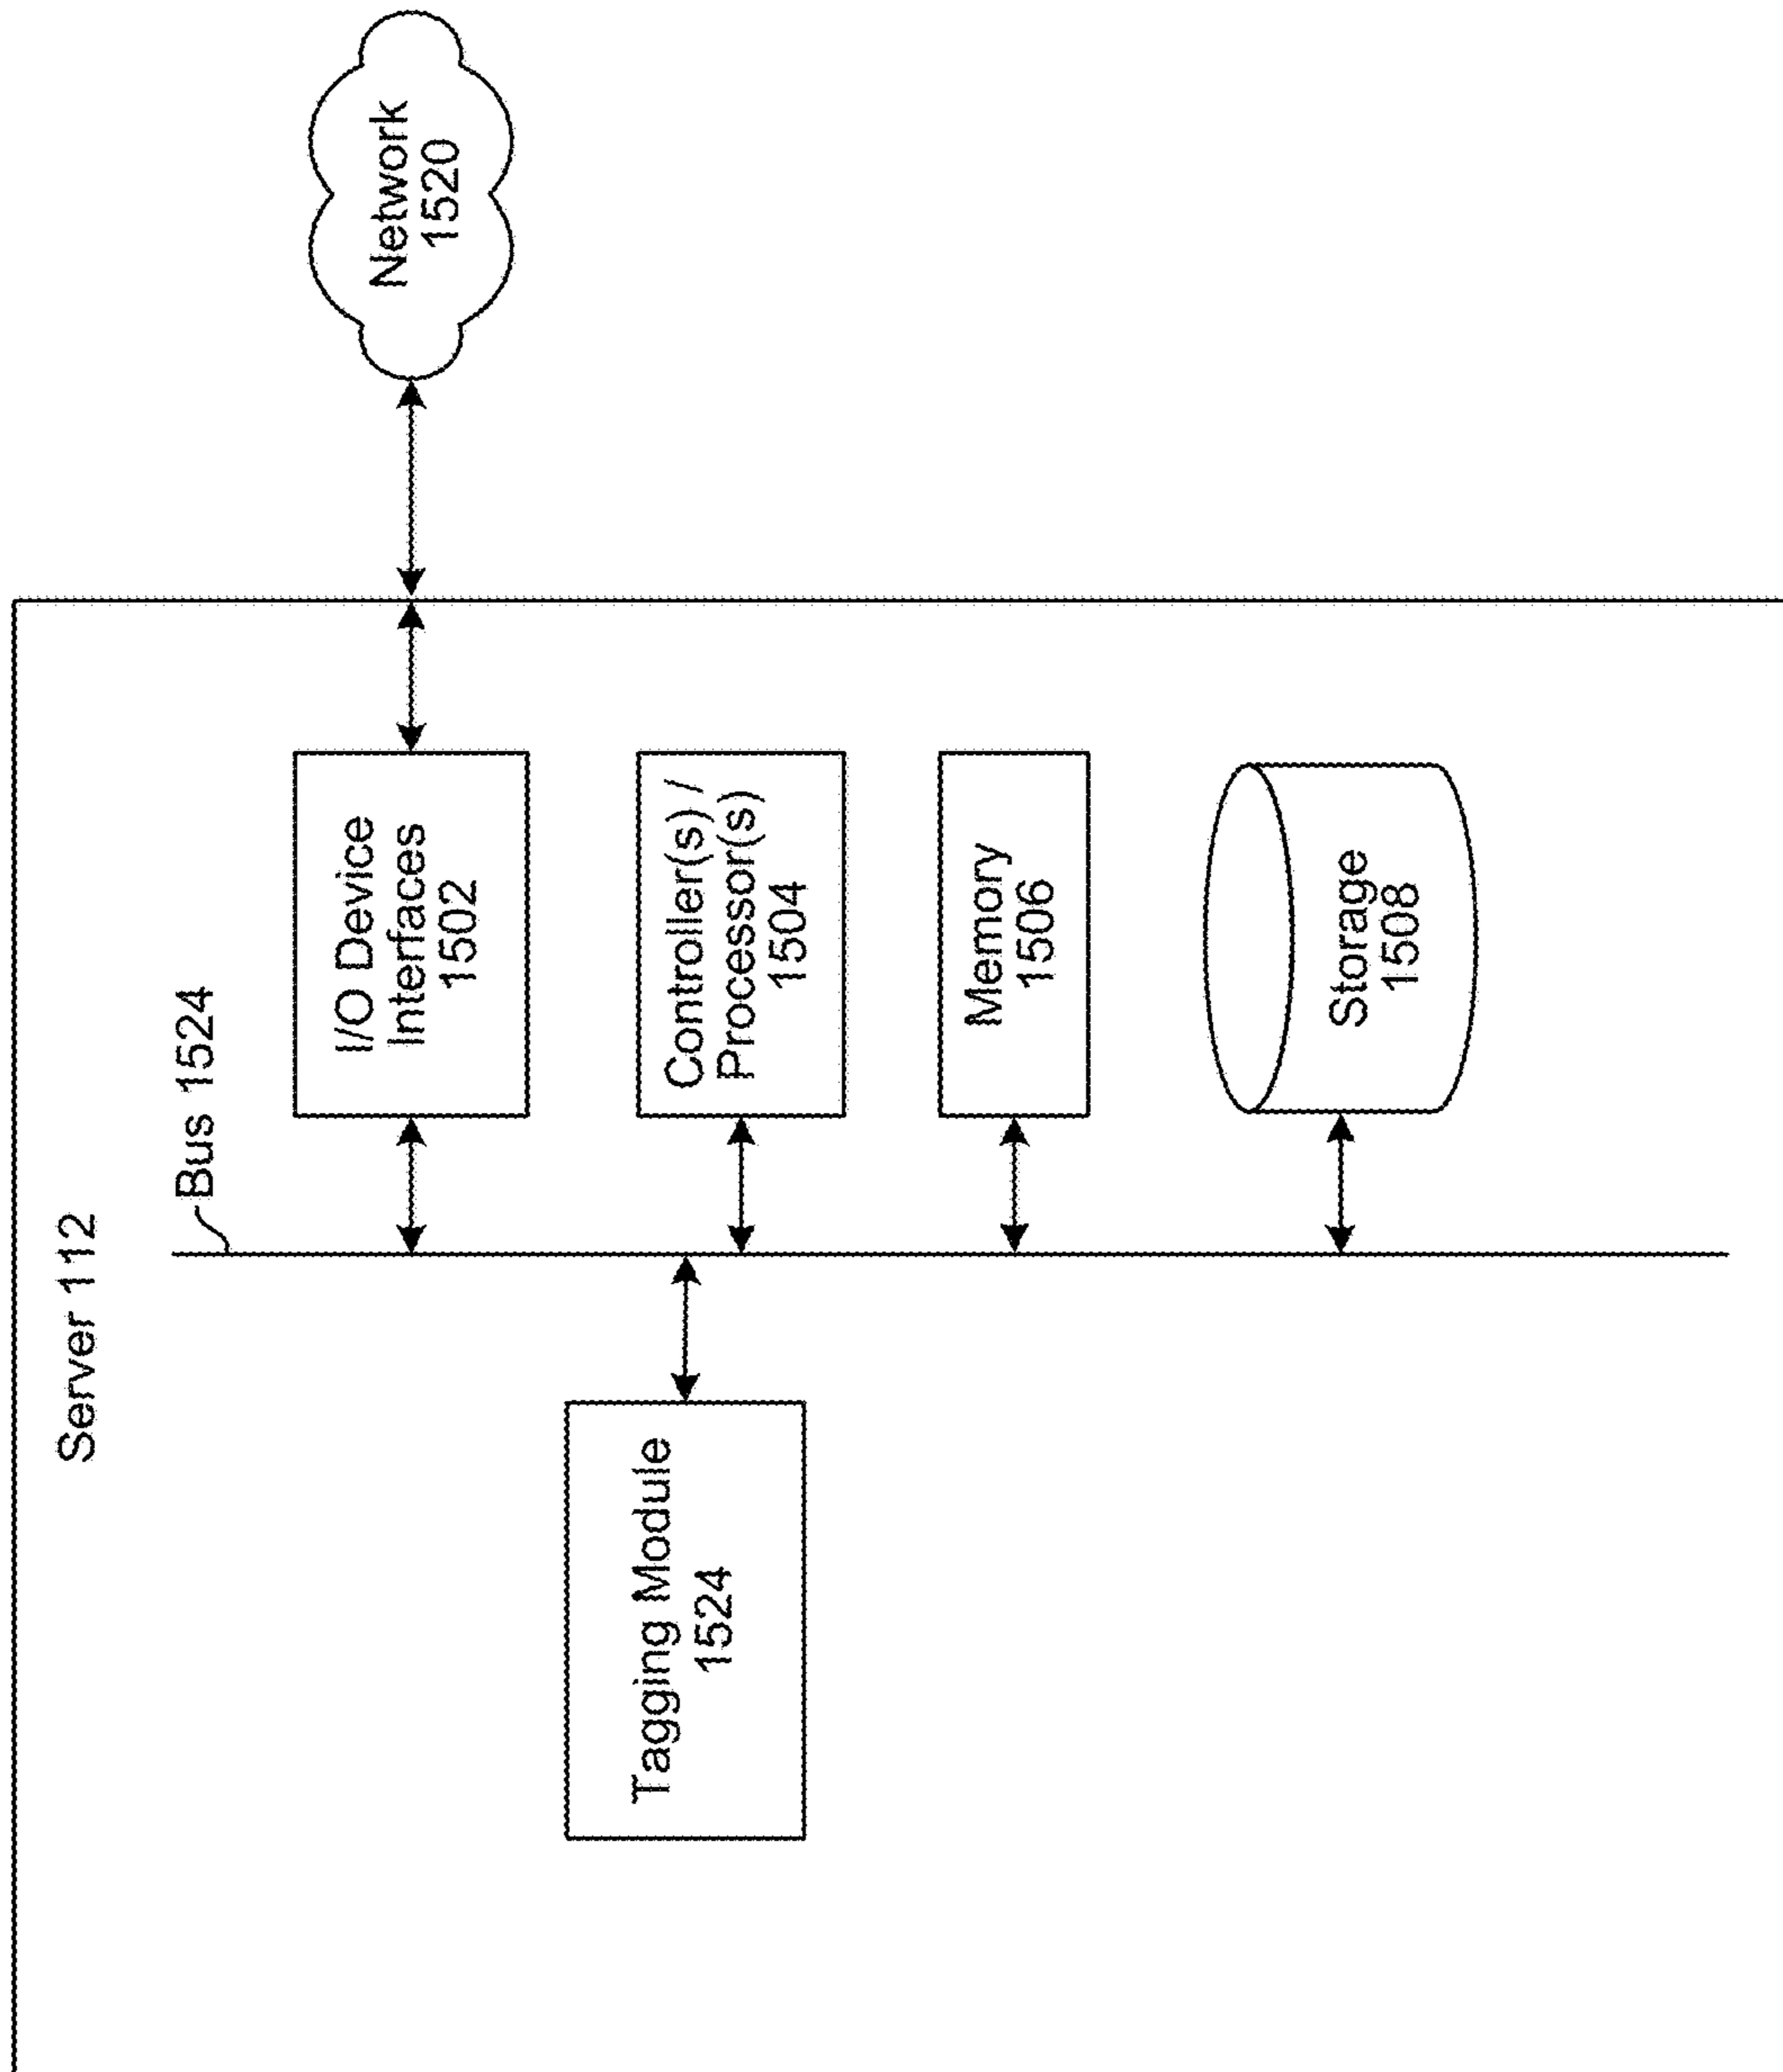 Server 112
Bus 1524
Tagging Module
1524
I/O Device
Interfaces
1502
Controller(s) /
Processor(s)
1504
Memory
1506
Storage
1508
Network
1520